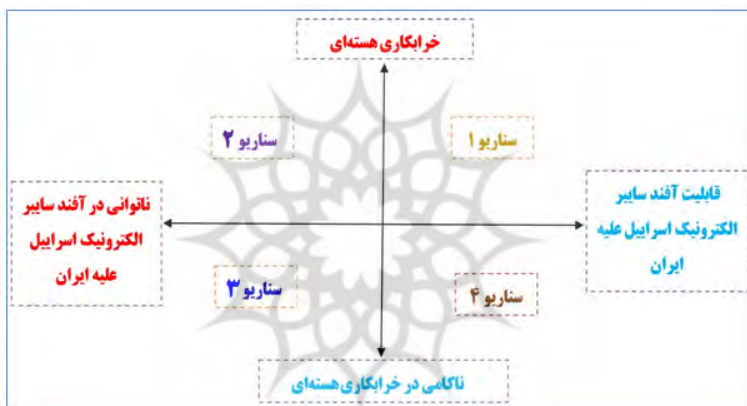 خرابکاری هسته‌ای
سناریو ۱
سناریو ۲
قابلیت آفند سایبر
الکترونیک اسراییل علیه
ایران
ناتوانی در آفند سایبر
الکترونیک اسراییل
علیه ایران
سناریو ۴
سناریو ۳
ناکامی در خرابکاری هسته‌ای